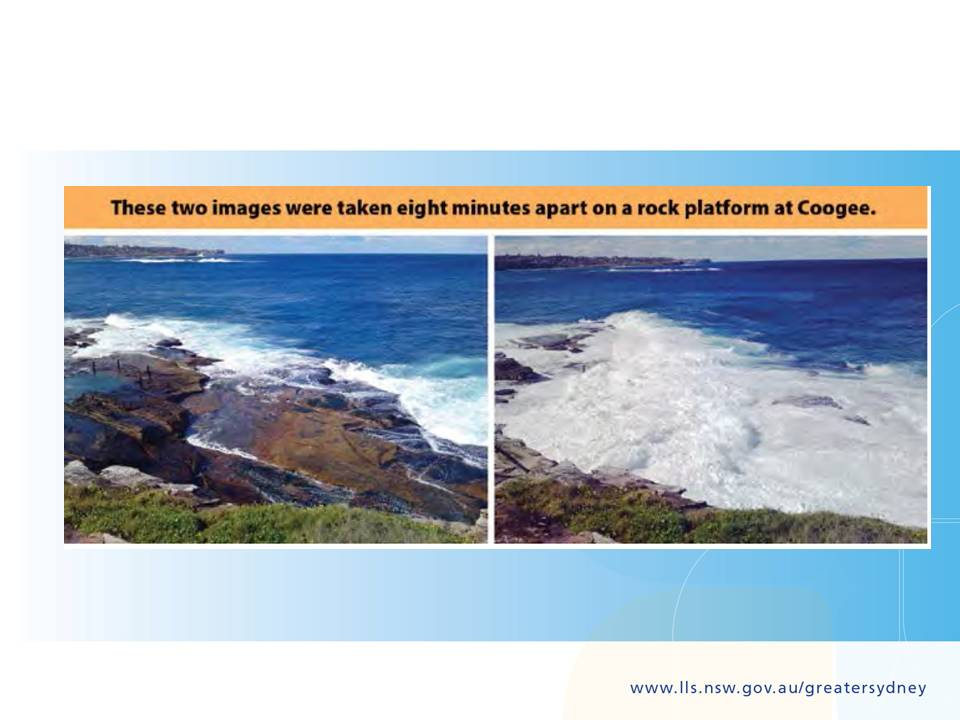 These two images were taken eight minutes apart on a rock platform at Coogee.
www.lls.nsw.gov.au/greatersydney